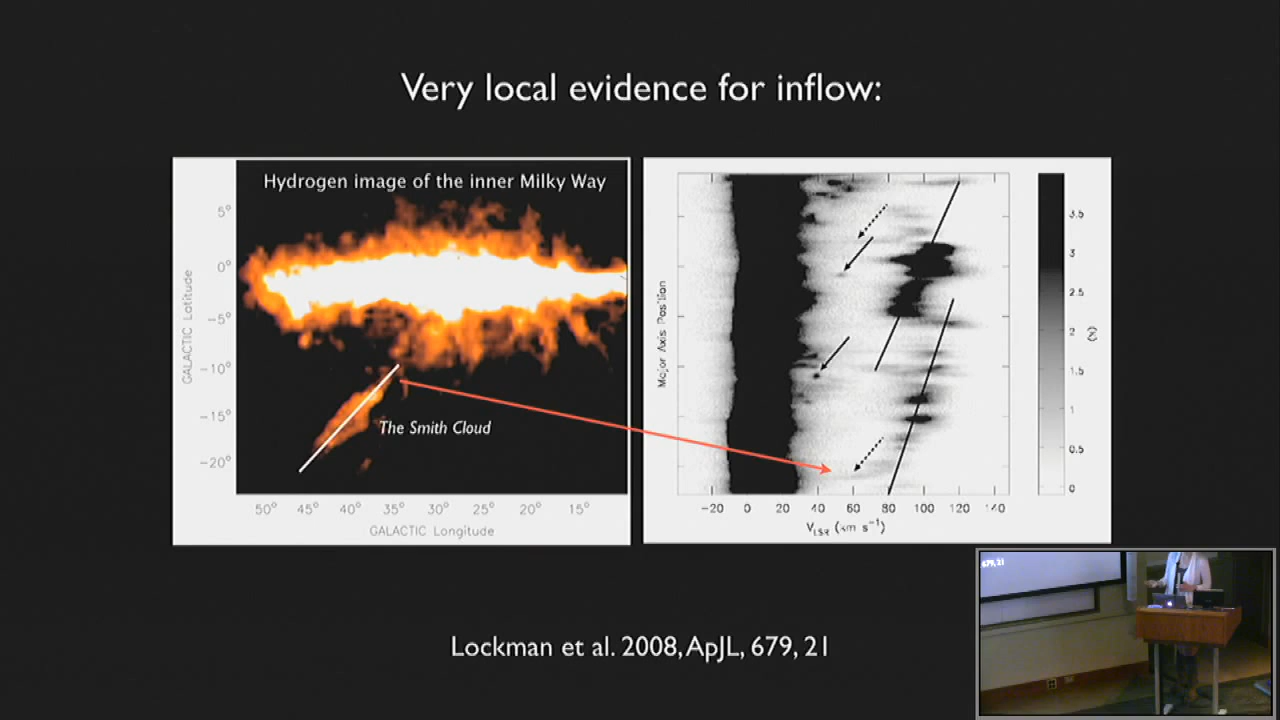 Very local evidence for inflow:
Hydrogen image of the inner Milky Way
5°
0°
-5°
-10°
-15°
-20°
GALACTIC Latitude
The Smith Cloud
50° 45° 40° 35° 30° 25° 20° 15°
GALACTIC Longitude
Major Axis Position
-20 0 20 40 60 80 100 120 140
V_LSR (km s⁻¹)
3.5
3
2.5
2
1.5
1
0.5
0
(K)
Lockman et al. 2008, ApJL, 679, 21
679, 21